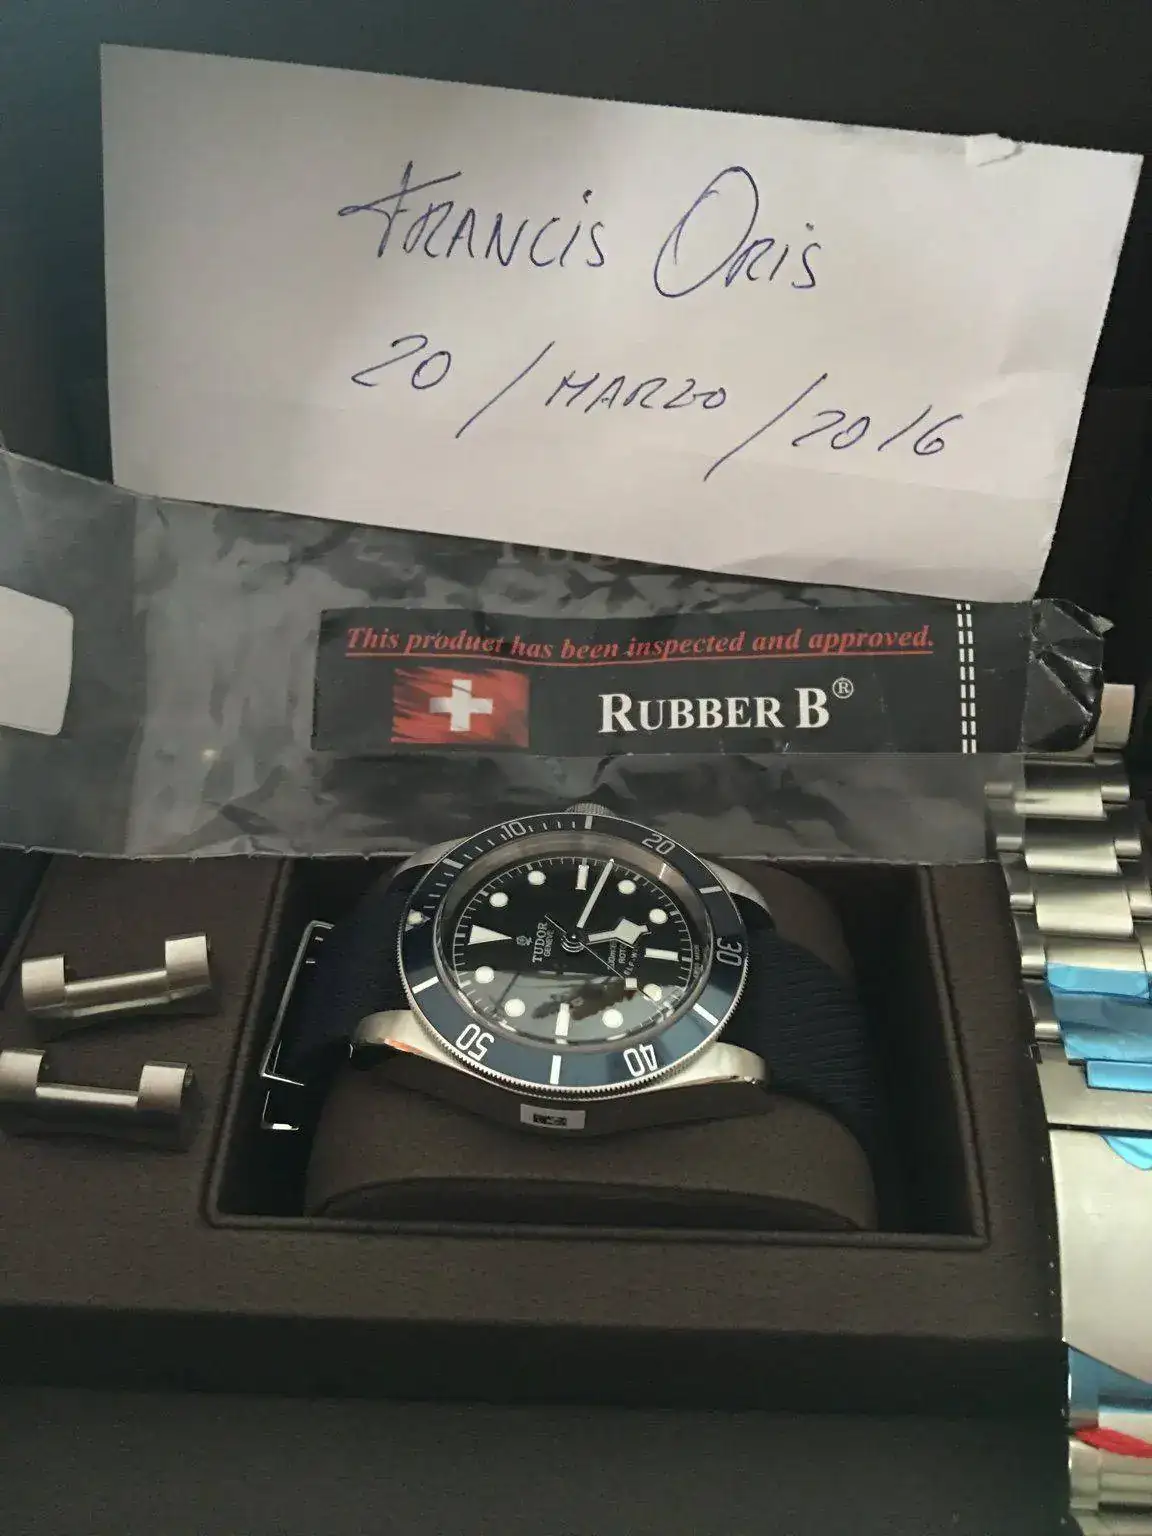 FRANCIS ORIS
20 / MARZO / 2016
This product has been inspected and approved.
RUBBER B®
10
20
30
40
50
TUDOR
GENEVE